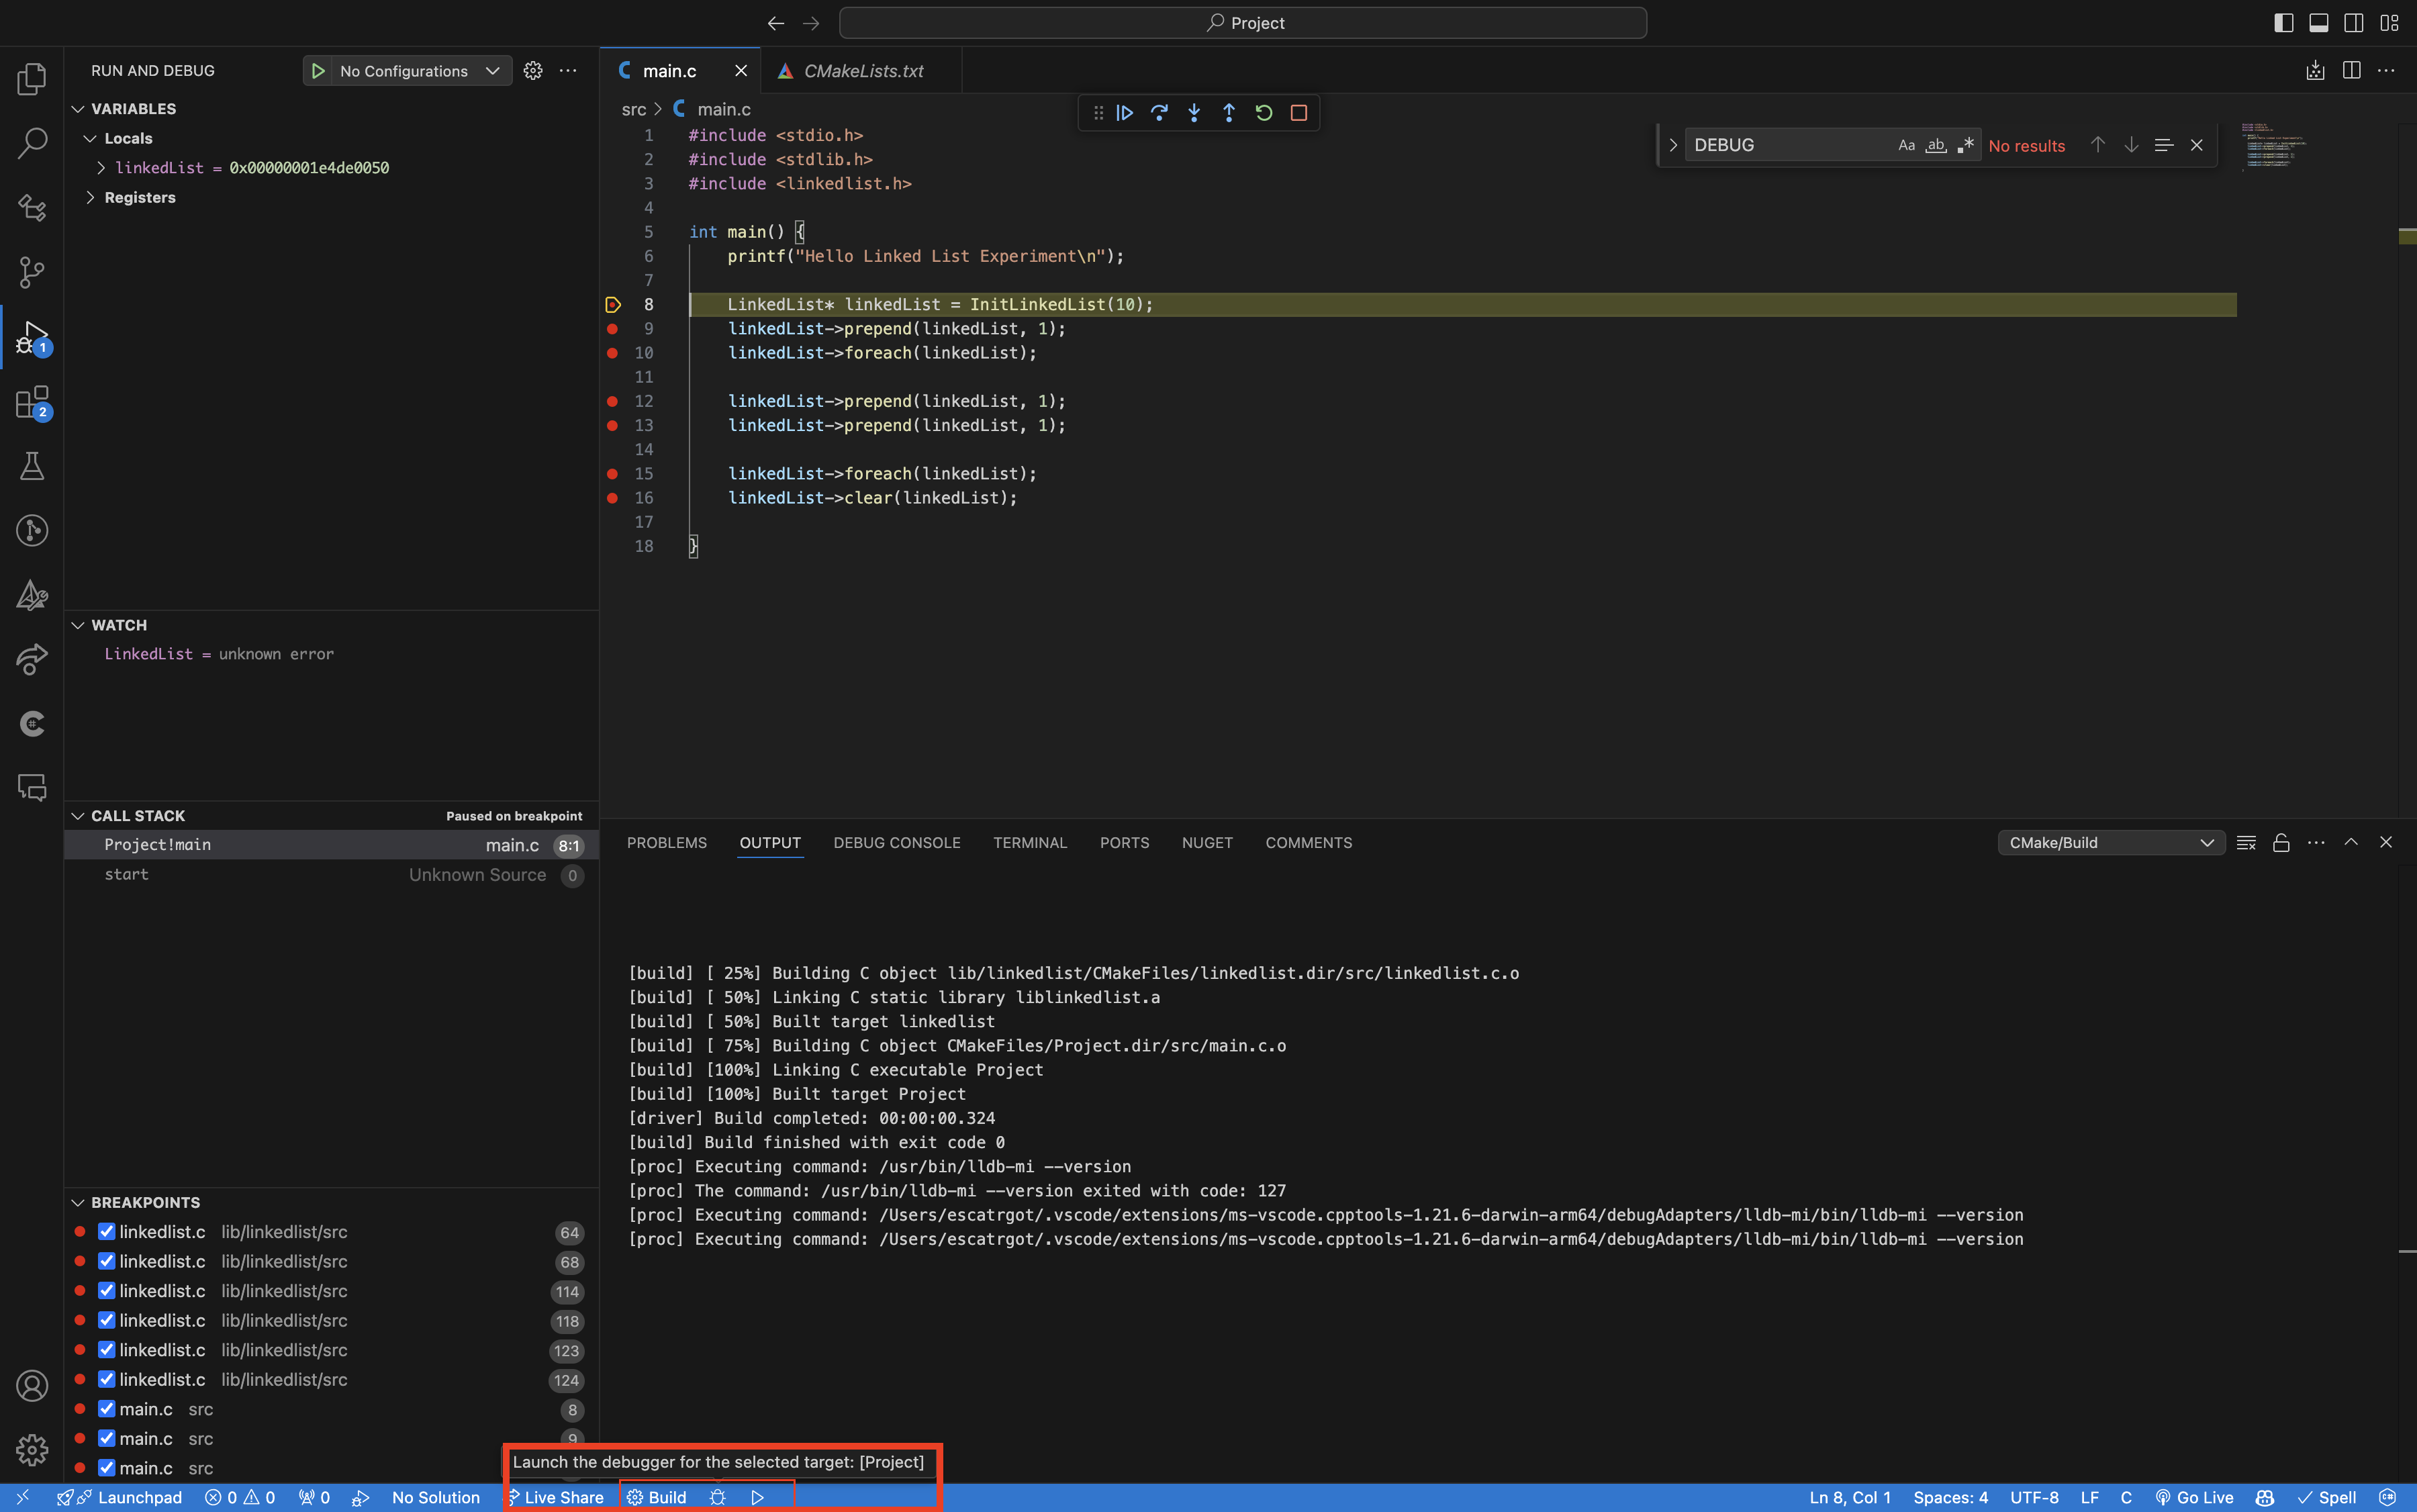 Project
RUN AND DEBUG
No Configurations
VARIABLES
Locals
linkedList = 0x00000001e4de0050
Registers
1
2
WATCH
LinkedList = unknown error
CALL STACK
Paused on breakpoint
Project!main main.c 8:1
start Unknown Source 0
BREAKPOINTS
linkedlist.c lib/linkedlist/src 64
linkedlist.c lib/linkedlist/src 68
linkedlist.c lib/linkedlist/src 114
linkedlist.c lib/linkedlist/src 118
linkedlist.c lib/linkedlist/src 123
linkedlist.c lib/linkedlist/src 124
main.c src 8
main.c src 9
main.c src
main.c
CMakeLists.txt
src > main.c
DEBUG
Aa ab No results
1 #include <stdio.h>
2 #include <stdlib.h>
3 #include <linkedlist.h>
4
5 int main() {
6 printf("Hello Linked List Experiment\n");
7
8 LinkedList* linkedList = InitLinkedList(10);
9 linkedList->prepend(linkedList, 1);
10 linkedList->foreach(linkedList);
11
12 linkedList->prepend(linkedList, 1);
13 linkedList->prepend(linkedList, 1);
14
15 linkedList->foreach(linkedList);
16 linkedList->clear(linkedList);
17
18 }
PROBLEMS OUTPUT DEBUG CONSOLE TERMINAL PORTS NUGET COMMENTS
CMake/Build
[build] [ 25%] Building C object lib/linkedlist/CMakeFiles/linkedlist.dir/src/linkedlist.c.o
[build] [ 50%] Linking C static library liblinkedlist.a
[build] [ 50%] Built target linkedlist
[build] [ 75%] Building C object CMakeFiles/Project.dir/src/main.c.o
[build] [100%] Linking C executable Project
[build] [100%] Built target Project
[driver] Build completed: 00:00:00.324
[build] Build finished with exit code 0
[proc] Executing command: /usr/bin/lldb-mi --version
[proc] The command: /usr/bin/lldb-mi --version exited with code: 127
[proc] Executing command: /Users/escatrgot/.vscode/extensions/ms-vscode.cpptools-1.21.6-darwin-arm64/debugAdapters/lldb-mi/bin/lldb-mi --version
[proc] Executing command: /Users/escatrgot/.vscode/extensions/ms-vscode.cpptools-1.21.6-darwin-arm64/debugAdapters/lldb-mi/bin/lldb-mi --version
Launch the debugger for the selected target: [Project]
Launchpad 0 0 0 No Solution Live Share Build
Ln 8, Col 1 Spaces: 4 UTF-8 LF C Go Live Spell